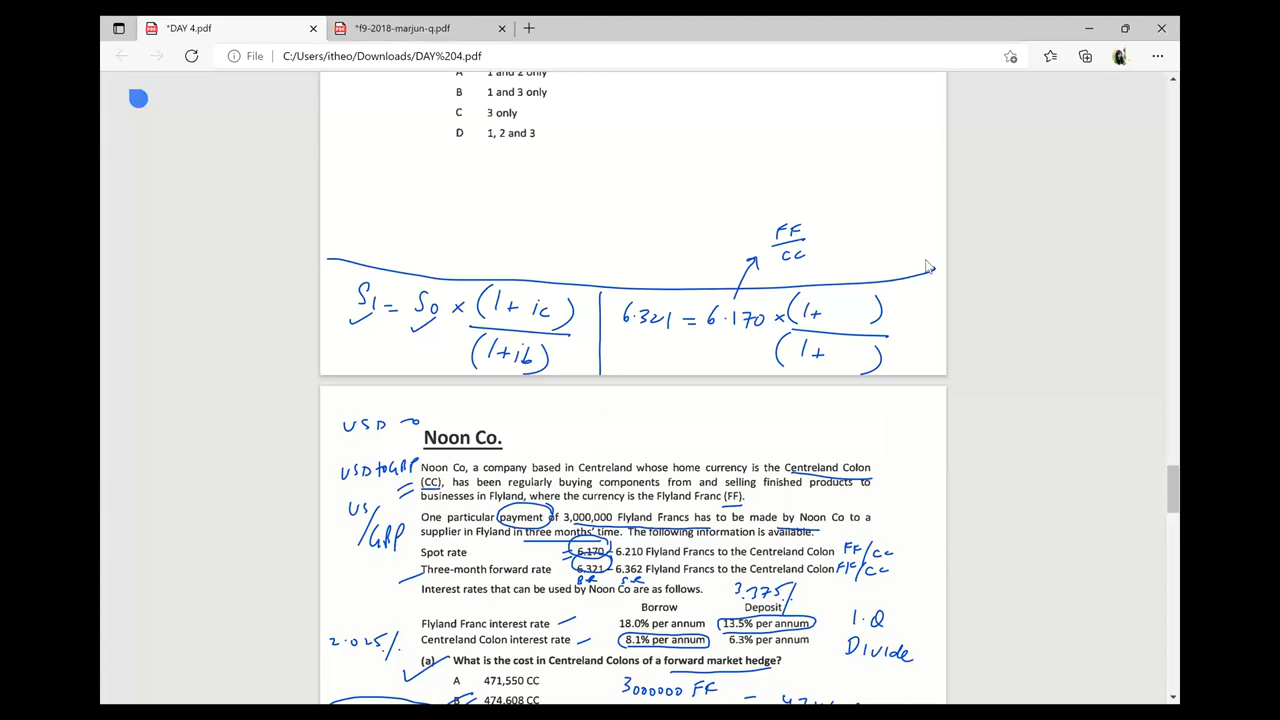 *DAY 4.pdf
*f9-2018-marjun-q.pdf
File C:/Users/itheo/Downloads/DAY%204.pdf
A 1 and 2 only
B 1 and 3 only
C 3 only
D 1, 2 and 3
FF
CC
S1 = S0 × (1 + ic)
(1+ib)
6.321 = 6.170 × (1+ )
(1+ )
USD
Noon Co.
USD to GBP
Noon Co, a company based in Centreland whose home currency is the Centreland Colon
(CC), has been regularly buying components from and selling finished products to
businesses in Flyland, where the currency is the Flyland Franc (FF).
US/GBP
One particular payment of 3,000,000 Flyland Francs has to be made by Noon Co to a
supplier in Flyland in three months' time. The following information is available:
Spot rate 6.170 – 6.210 Flyland Francs to the Centreland Colon FF/CC
Three-month forward rate 6.321 – 6.362 Flyland Francs to the Centreland Colon FF/CC
Interest rates that can be used by Noon Co are as follows.
3.375%
Borrow Deposit
Flyland Franc interest rate 18.0% per annum 13.5% per annum
Centreland Colon interest rate 8.1% per annum 6.3% per annum
1.Q
Divide
2.025%
(a) What is the cost in Centreland Colons of a forward market hedge?
A 471,550 CC
3000000 FF
B 474,608 CC